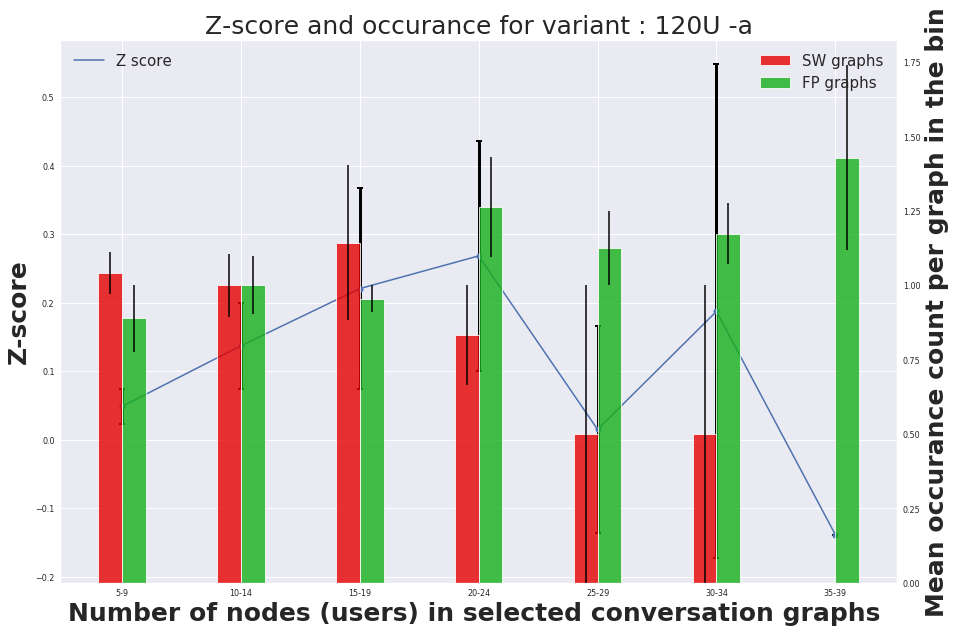 Z-score and occurance for variant : 120U -a
Z score
SW graphs
FP graphs
Z-score
0.5
0.4
0.3
0.2
0.1
0.0
−0.1
−0.2
1.75
1.50
1.25
1.00
0.75
0.50
0.25
0.00
Mean occurance count per graph in the bin
5-9 10-14 15-19 20-24 25-29 30-34 35-39
Number of nodes (users) in selected conversation graphs